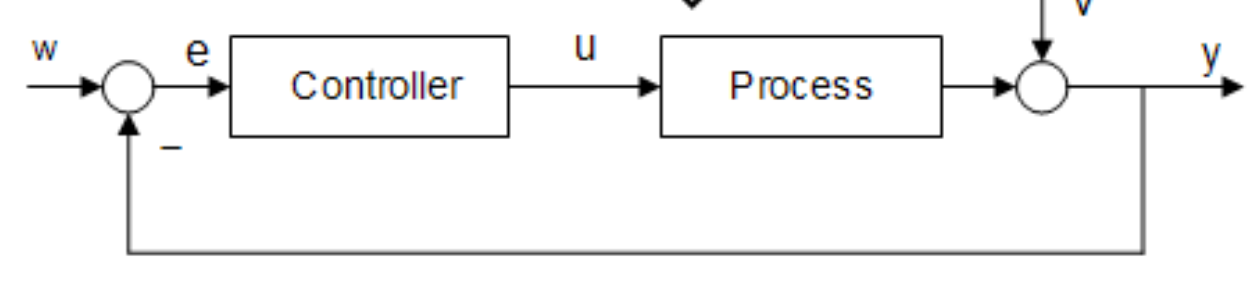 v
w
e
u
y
Controller
Process
–